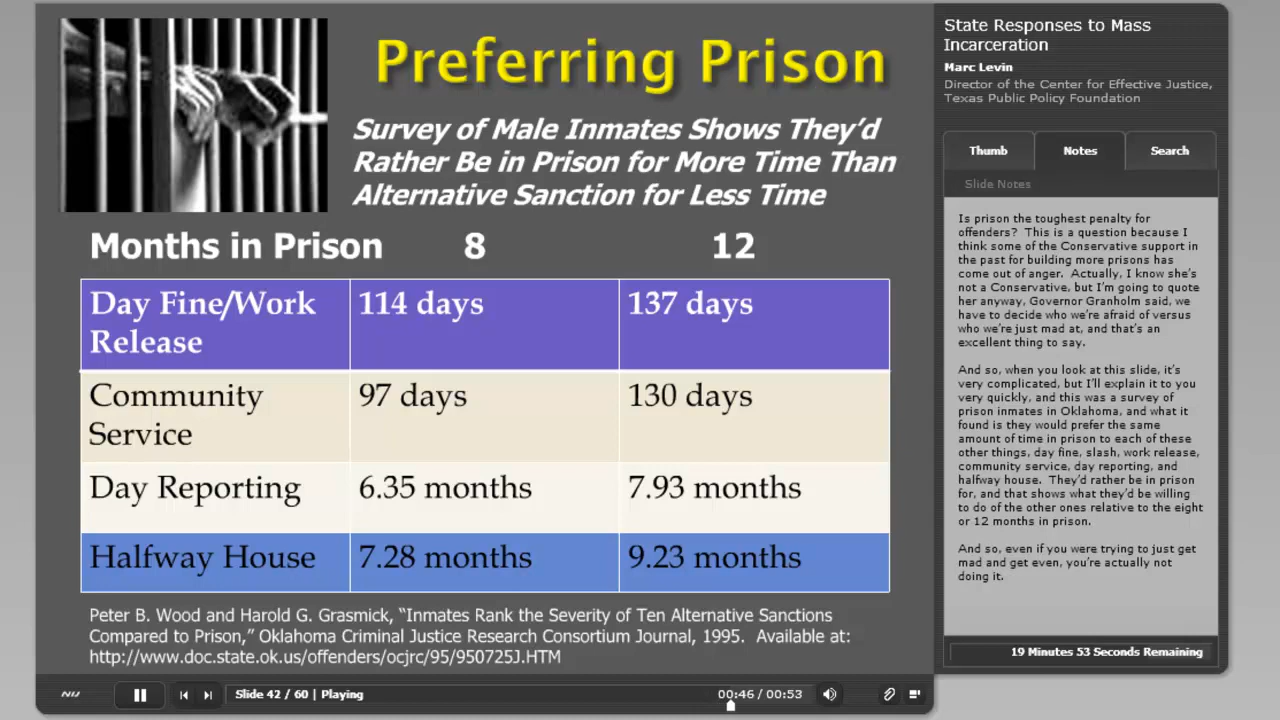 Preferring Prison
Survey of Male Inmates Shows They'd
Rather Be in Prison for More Time Than
Alternative Sanction for Less Time
Months in Prison 8 12
Day Fine/Work Release 114 days 137 days
Community Service 97 days 130 days
Day Reporting 6.35 months 7.93 months
Halfway House 7.28 months 9.23 months
Peter B. Wood and Harold G. Grasmick, “Inmates Rank the Severity of Ten Alternative Sanctions
Compared to Prison,” Oklahoma Criminal Justice Research Consortium Journal, 1995.  Available at:
http://www.doc.state.ok.us/offenders/ocjrc/95/950725J.HTM
Slide 42 / 60 | Playing
00:46 / 00:53
State Responses to Mass
Incarceration
Marc Levin
Director of the Center for Effective Justice,
Texas Public Policy Foundation
Thumb Notes Search
Slide Notes
Is prison the toughest penalty for
offenders?  This is a question because I
think some of the Conservative support in
the past for building more prisons has
come out of anger.  Actually, I know she's
not a Conservative, but I'm going to quote
her anyway, Governor Granholm said, we
have to decide who we're afraid of versus
who we're just mad at, and that's an
excellent thing to say.
And so, when you look at this slide, it's
very complicated, but I'll explain it to you
very quickly, and this was a survey of
prison inmates in Oklahoma, and what it
found is they would prefer the same
amount of time in prison to each of these
other things, day fine, slash, work release,
community service, day reporting, and
halfway house.  They'd rather be in prison
for, and that shows what they'd be willing
to do of the other ones relative to the eight
or 12 months in prison.
And so, even if you were trying to just get
mad and get even, you're actually not
doing it.
19 Minutes 53 Seconds Remaining